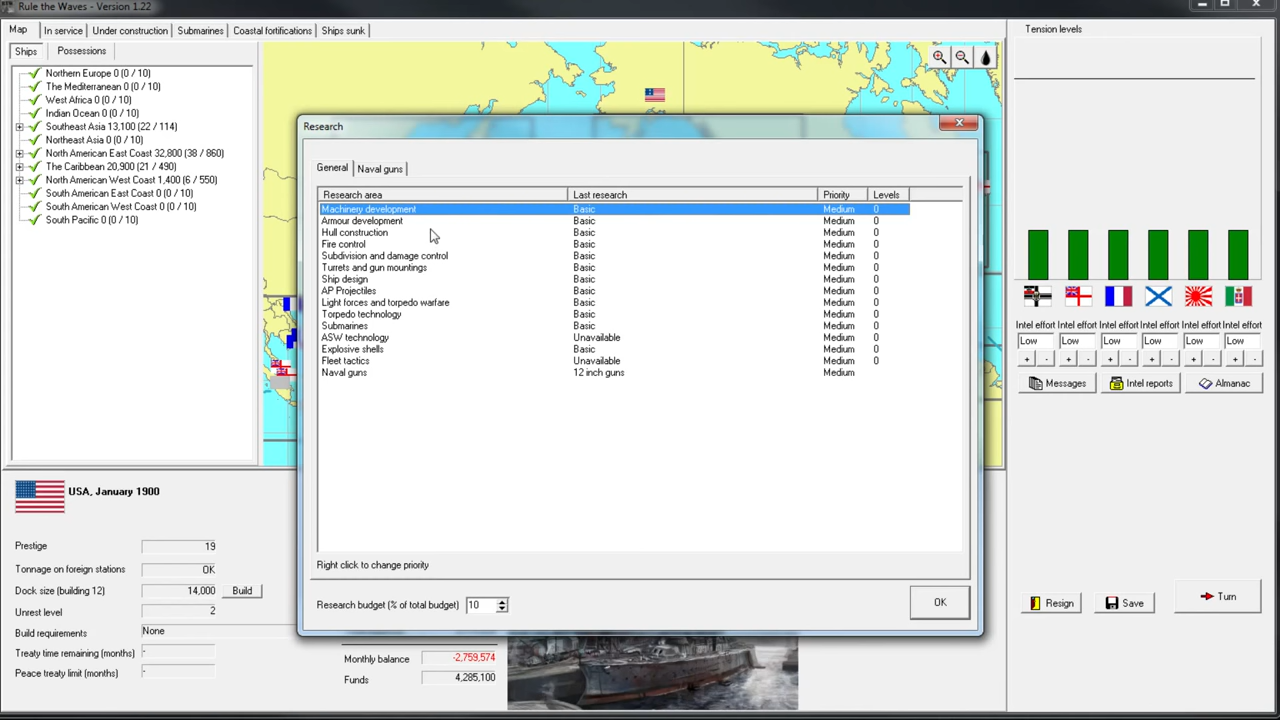 Rule the Waves - Version 1.22
Map In service Under construction Submarines Coastal fortifications Ships sunk
Ships Possessions
Northern Europe 0 (0 / 10)
The Mediterranean 0 (0 / 10)
West Africa 0 (0 / 10)
Indian Ocean 0 (0 / 10)
Southeast Asia 13,100 (22 / 114)
Northeast Asia 0 (0 / 10)
North American East Coast 32,800 (38 / 860)
The Caribbean 20,900 (21 / 490)
North American West Coast 1,400 (6 / 550)
South American East Coast 0 (0 / 10)
South American West Coast 0 (0 / 10)
South Pacific 0 (0 / 10)
Research
General Naval guns
Research area Last research Priority Levels
Machinery development Basic Medium 0
Armour development Basic Medium 0
Hull construction Basic Medium 0
Fire control Basic Medium 0
Subdivision and damage control Basic Medium 0
Turrets and gun mountings Basic Medium 0
Ship design Basic Medium 0
AP Projectiles Basic Medium 0
Light forces and torpedo warfare Basic Medium 0
Torpedo technology Basic Medium 0
Submarines Basic Medium 0
ASW technology Unavailable Medium 0
Explosive shells Basic Medium 0
Fleet tactics Unavailable Medium 0
Naval guns 12 inch guns Medium
Right click to change priority
Research budget (% of total budget) 10
OK
Tension levels
Intel effort Intel effort Intel effort Intel effort Intel effort Intel effort
Low Low Low Low Low Low
+ - + - + - + - + - + -
Messages Intel reports Almanac
USA, January 1900
Prestige 19
Tonnage on foreign stations OK
Dock size (building 12) 14,000 Build
Unrest level 2
Build requirements None
Treaty time remaining (months) -
Peace treaty limit (months) -
Monthly balance -2,759,574
Funds 4,285,100
Resign Save Turn